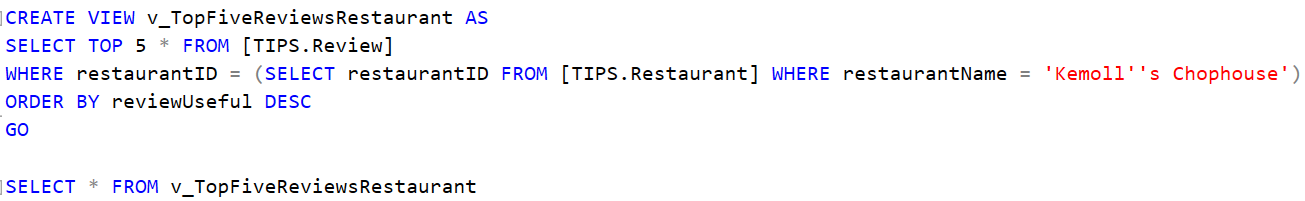 CREATE VIEW v_TopFiveReviewsRestaurant AS
SELECT TOP 5 * FROM [TIPS.Review]
WHERE restaurantID = (SELECT restaurantID FROM [TIPS.Restaurant] WHERE restaurantName = 'Kemoll''s Chophouse')
ORDER BY reviewUseful DESC
GO
SELECT * FROM v_TopFiveReviewsRestaurant